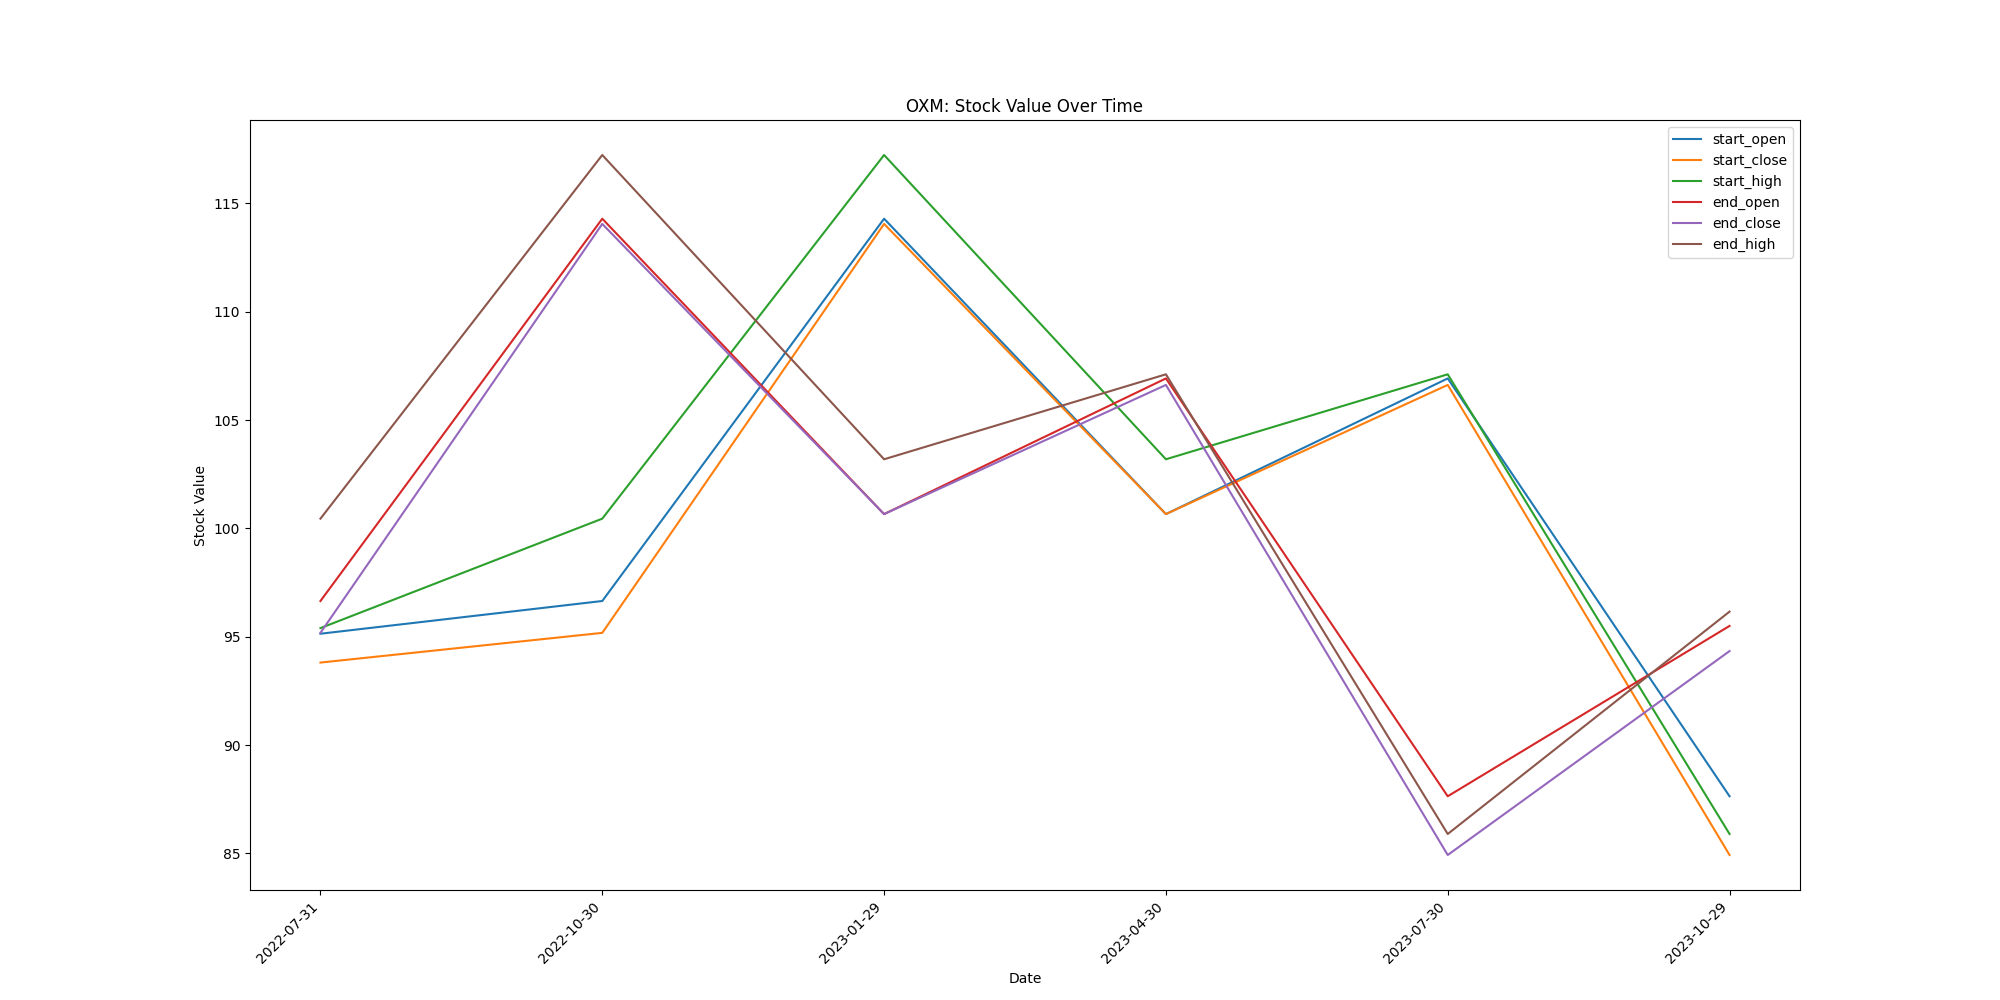 OXM: Stock Value Over Time
start_open
start_close
start_high
end_open
end_close
end_high
Stock Value
115
110
105
100
95
90
85
2022-07-31
2022-10-30
2023-01-29
2023-04-30
2023-07-30
2023-10-29
Date